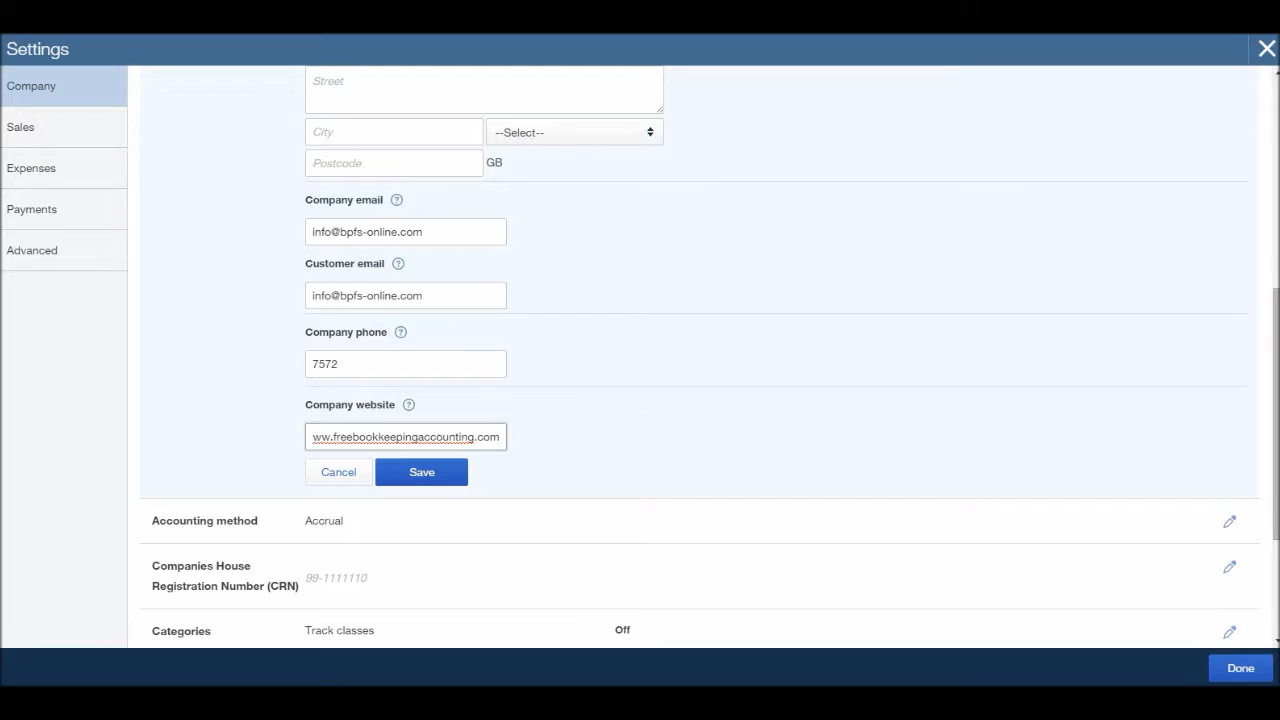 Settings
Company
Sales
Expenses
Payments
Advanced
Street
City
--Select--
Postcode
GB
Company email ?
info@bpfs-online.com
Customer email ?
info@bpfs-online.com
Company phone ?
7572
Company website ?
ww.freebookkeepingaccounting.com
Cancel
Save
Accounting method Accrual
Companies House
Registration Number (CRN) 99-1111110
Categories Track classes Off
Done